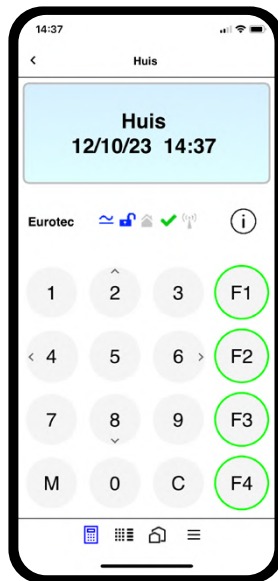 14:37
Huis
Huis
12/10/23 14:37
Eurotec
i
1 2 3 F1
4 5 6 F2
7 8 9 F3
M 0 C F4